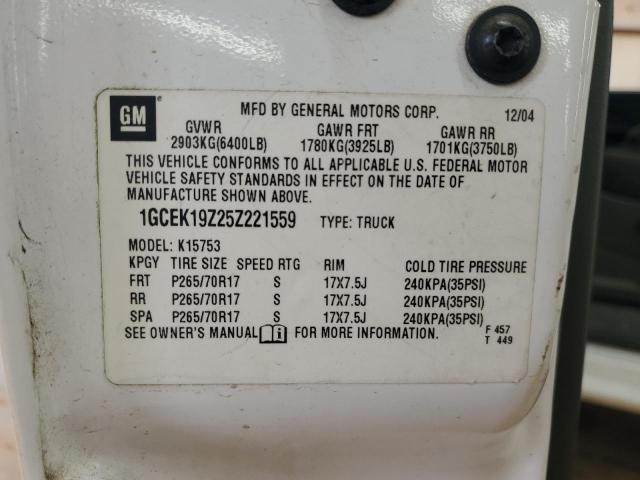 GM
MFD BY GENERAL MOTORS CORP. 12/04
GVWR GAWR FRT GAWR RR
2903KG(6400LB) 1780KG(3925LB) 1701KG(3750LB)
THIS VEHICLE CONFORMS TO ALL APPLICABLE U.S. FEDERAL MOTOR
VEHICLE SAFETY STANDARDS IN EFFECT ON THE DATE OF
MANUFACTURE SHOWN ABOVE.
1GCEK19Z25Z221559 TYPE: TRUCK
MODEL: K15753
KPGY TIRE SIZE SPEED RTG RIM COLD TIRE PRESSURE
FRT P265/70R17 S 17X7.5J 240KPA(35PSI)
RR P265/70R17 S 17X7.5J 240KPA(35PSI)
SPA P265/70R17 S 17X7.5J 240KPA(35PSI)
SEE OWNER'S MANUAL FOR MORE INFORMATION. F 457
T 449